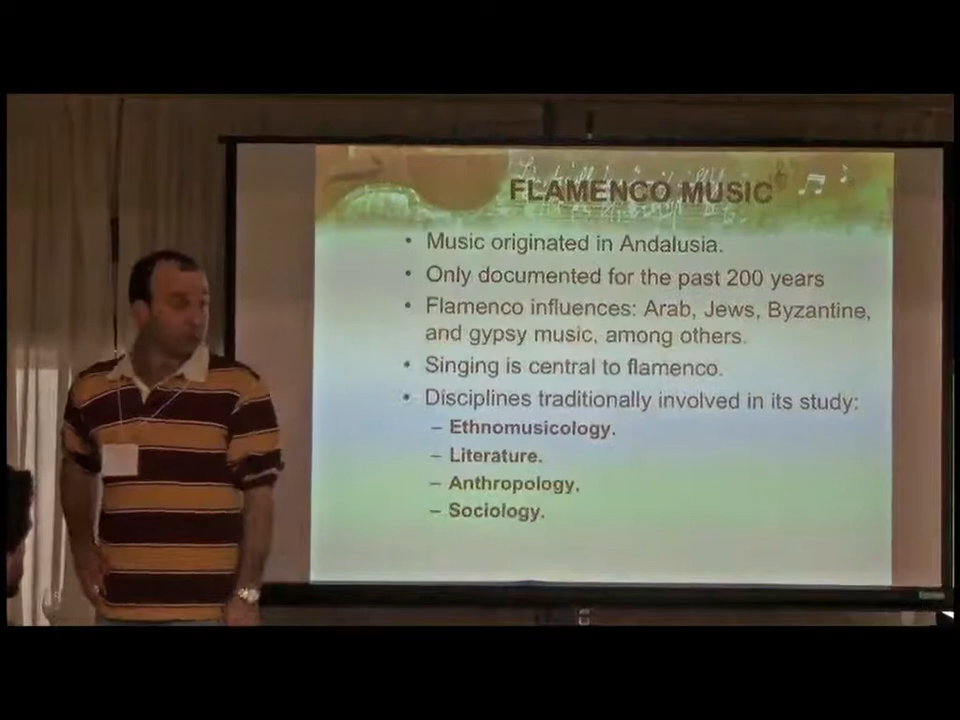 FLAMENCO MUSIC
• Music originated in Andalusia.
• Only documented for the past 200 years
• Flamenco influences: Arab, Jews, Byzantine,
and gypsy music, among others.
• Singing is central to flamenco.
• Disciplines traditionally involved in its study:
– Ethnomusicology.
– Literature.
– Anthropology.
– Sociology.